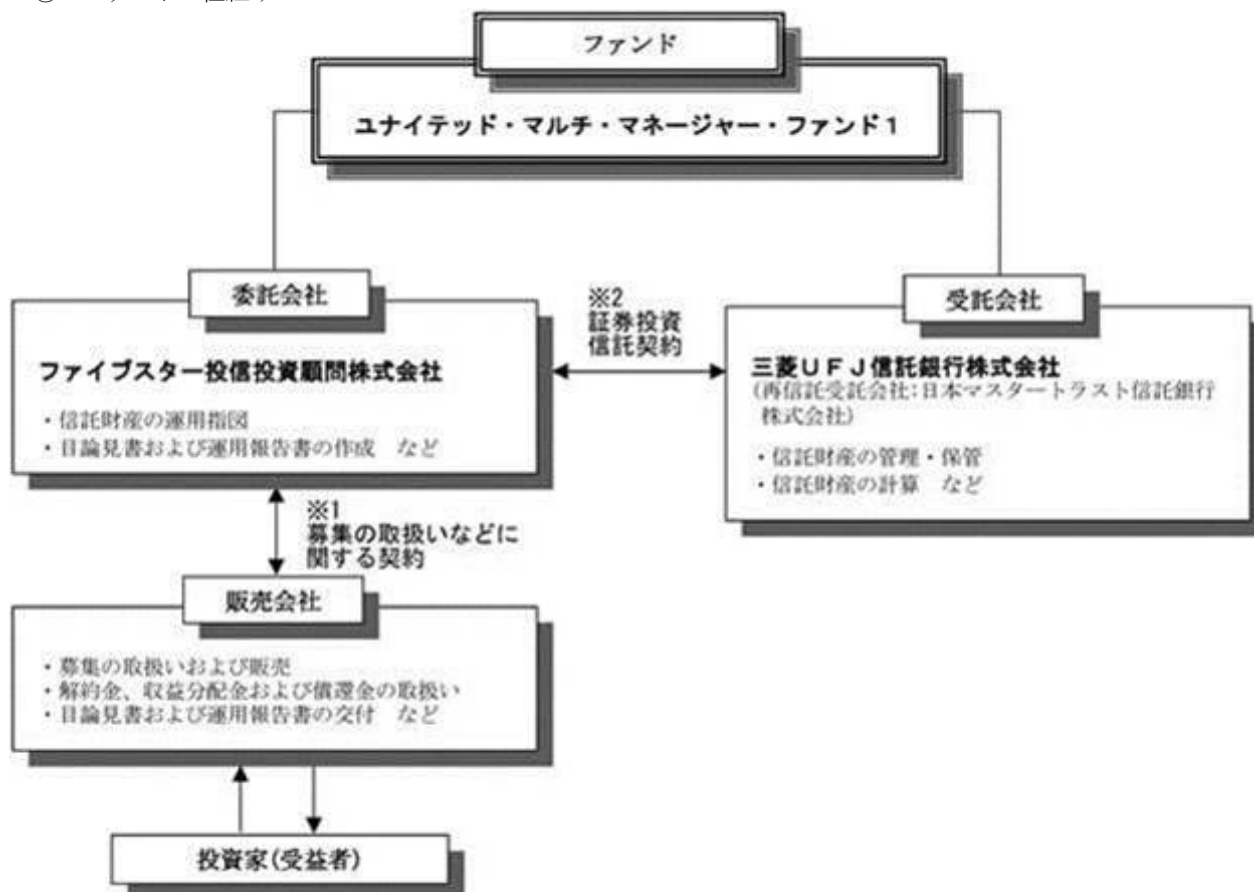 ファンド
ユナイテッド・マルチ・マネージャー・ファンド1
委託会社
ファイブスター投信投資顧問株式会社
・信託財産の運用指図
・目論見書および運用報告書の作成　など
※2
証券投資
信託契約
受託会社
三菱UFJ信託銀行株式会社
(再信託受託会社:日本マスタートラスト信託銀行
株式会社)
・信託財産の管理・保管
・信託財産の計算　など
※1
募集の取扱いなどに
関する契約
販売会社
・募集の取扱いおよび販売
・解約金、収益分配金および償還金の取扱い
・目論見書および運用報告書の交付　など
投資家(受益者)